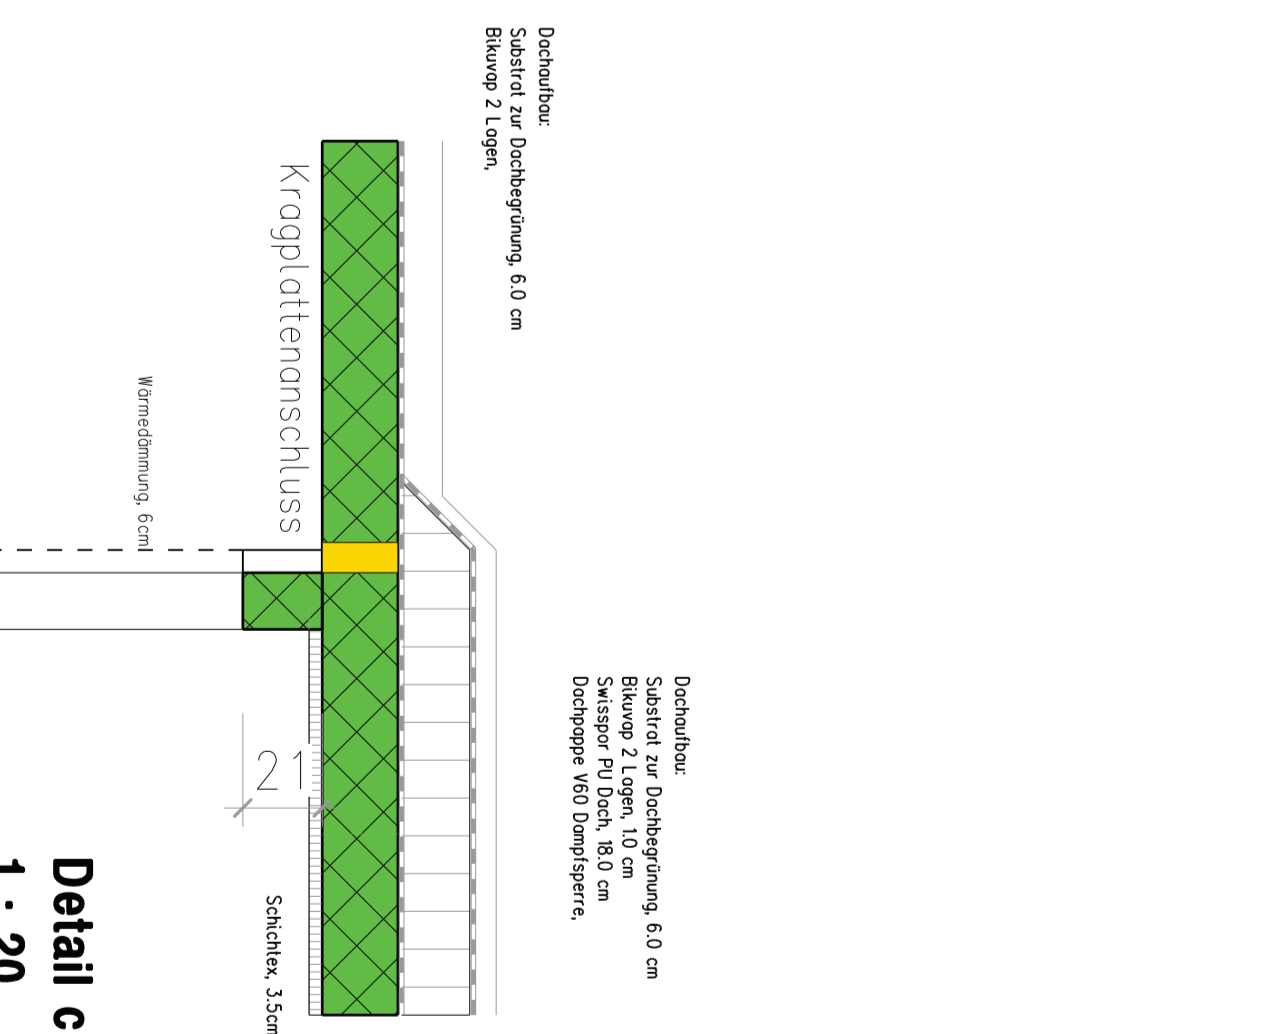 Dachaufbau:
Substrat zur Dachbegrünung, 6.0 cm
Bikuvap 2 Lagen,
Dachaufbau:
Substrat zur Dachbegrünung, 6.0 cm
Bikuvap 2 Lagen, 1.0 cm
Swisspor PU Dach, 18.0 cm
Dachpappe V60 Dampfsperre,
Kragplattenanschluss
Wärmedämmung, 6cm
21
Schichtex, 3.5cm
Detail c
1 : 20